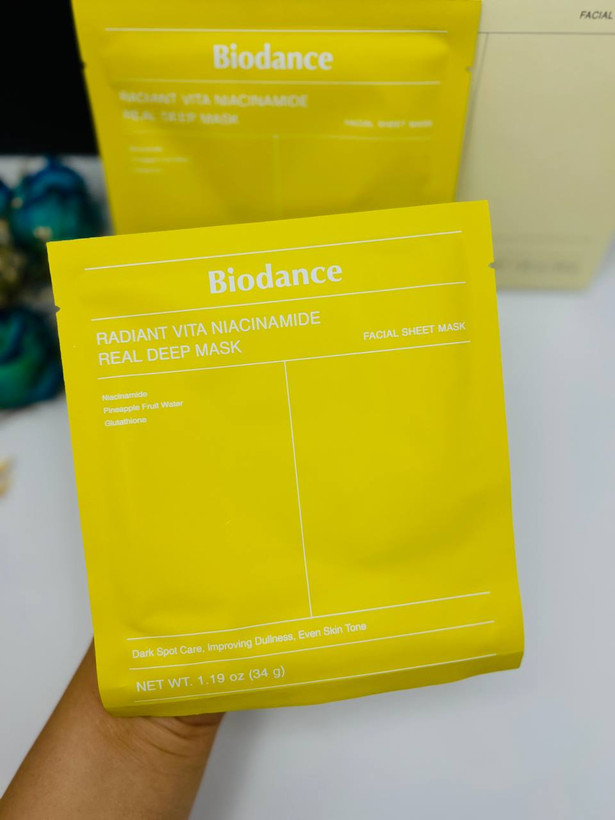 FACIAL
Biodance
RADIANT VITA NIACINAMIDE
REAL DEEP MASK
FACIAL SHEET MASK
Biodance
RADIANT VITA NIACINAMIDE
REAL DEEP MASK
FACIAL SHEET MASK
Niacinamide
Pineapple Fruit Water
Glutathione
Dark Spot Care, Improving Dullness, Even Skin Tone
NET WT. 1.19 oz (34 g)